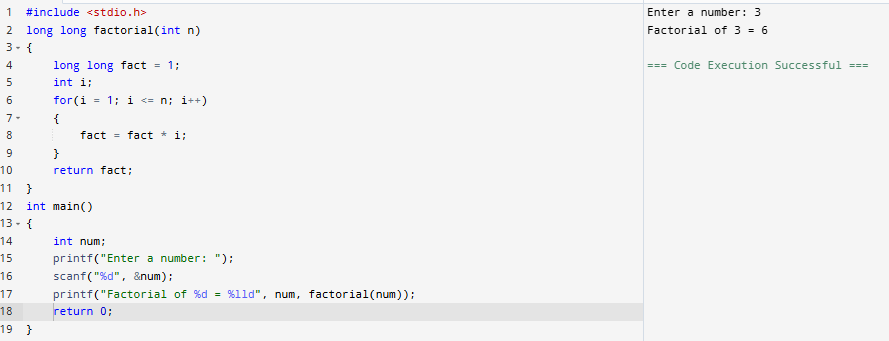 1 #include <stdio.h>
2 long long factorial(int n)
3 {
4     long long fact = 1;
5     int i;
6     for(i = 1; i <= n; i++)
7     {
8         fact = fact * i;
9     }
10     return fact;
11 }
12 int main()
13 {
14     int num;
15     printf("Enter a number: ");
16     scanf("%d", &num);
17     printf("Factorial of %d = %lld", num, factorial(num));
18     return 0;
19 }
Enter a number: 3
Factorial of 3 = 6
=== Code Execution Successful ===